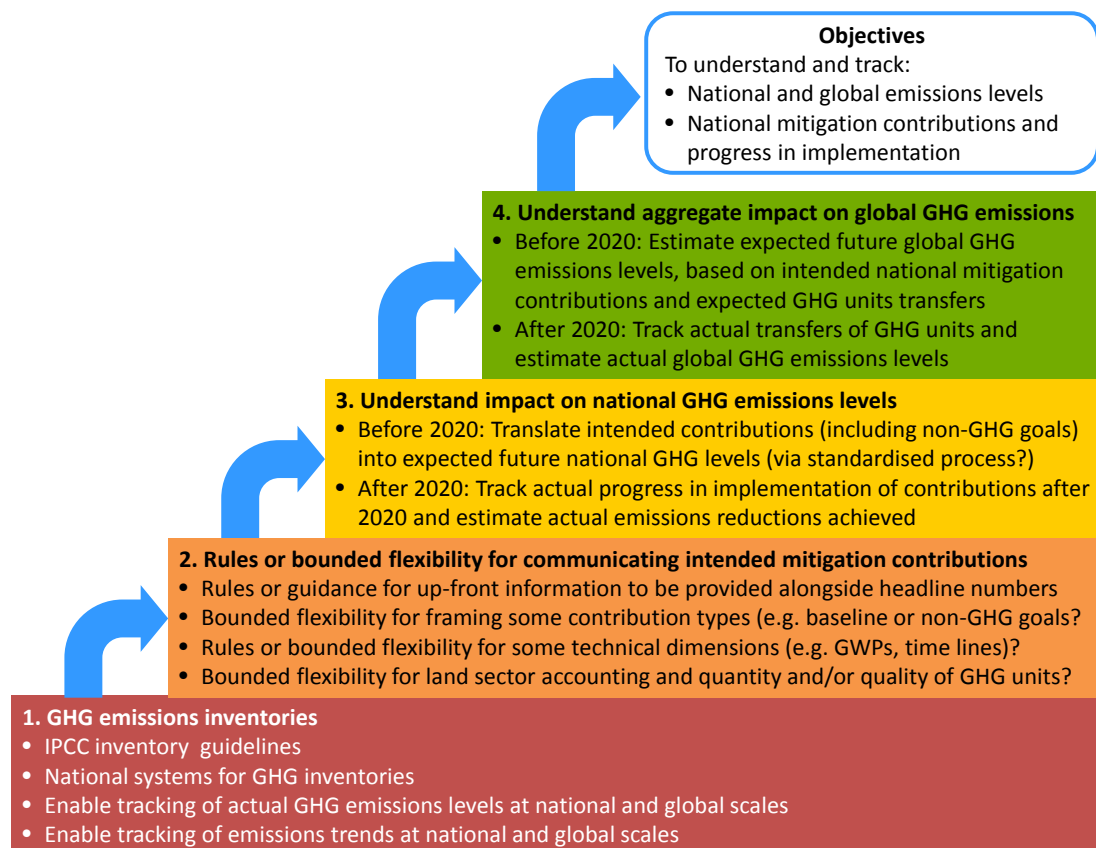 Objectives
To understand and track:
• National and global emissions levels
• National mitigation contributions and
progress in implementation
4. Understand aggregate impact on global GHG emissions
• Before 2020: Estimate expected future global GHG
emissions levels, based on intended national mitigation
contributions and expected GHG units transfers
• After 2020: Track actual transfers of GHG units and
estimate actual global GHG emissions levels
3. Understand impact on national GHG emissions levels
• Before 2020: Translate intended contributions (including non-GHG goals)
into expected future national GHG levels (via standardised process?)
• After 2020: Track actual progress in implementation of contributions after
2020 and estimate actual emissions reductions achieved
2. Rules or bounded flexibility for communicating intended mitigation contributions
• Rules or guidance for up-front information to be provided alongside headline numbers
• Bounded flexibility for framing some contribution types (e.g. baseline or non-GHG goals?
• Rules or bounded flexibility for some technical dimensions (e.g. GWPs, time lines)?
• Bounded flexibility for land sector accounting and quantity and/or quality of GHG units?
1. GHG emissions inventories
• IPCC inventory guidelines
• National systems for GHG inventories
• Enable tracking of actual GHG emissions levels at national and global scales
• Enable tracking of emissions trends at national and global scales